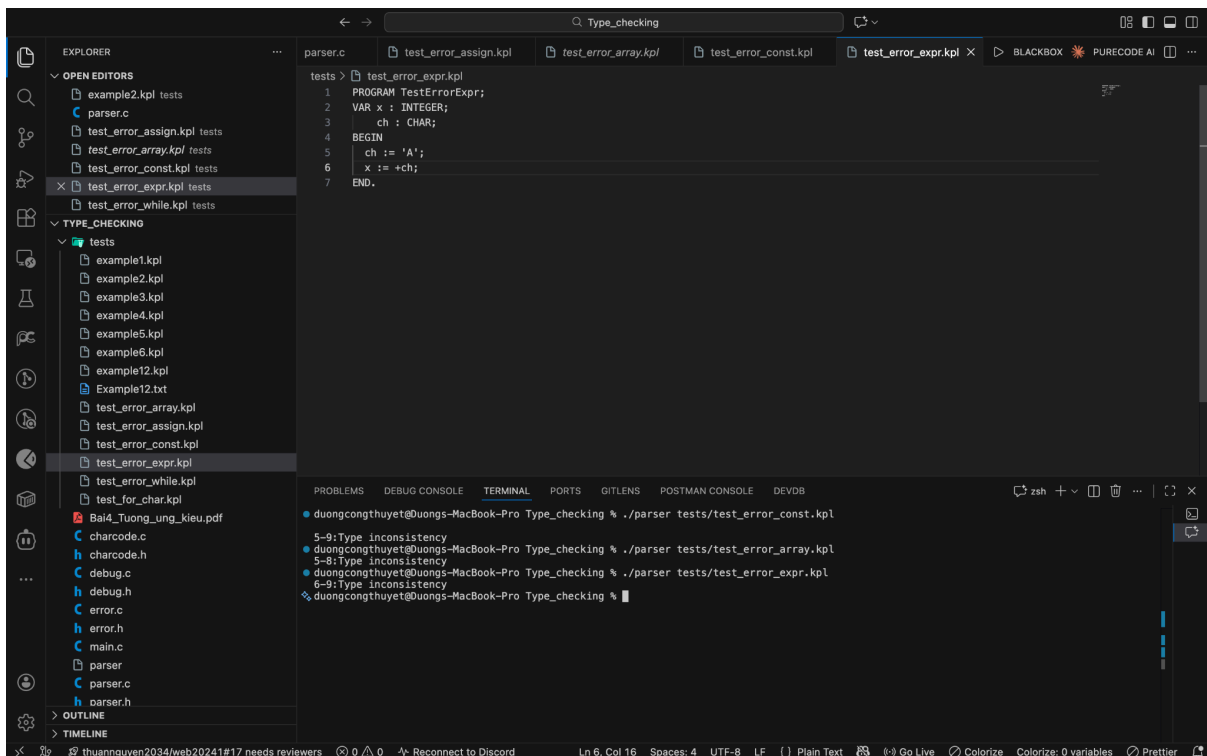 Type_checking
EXPLORER
OPEN EDITORS
example2.kpl tests
C parser.c
test_error_assign.kpl tests
test_error_array.kpl tests
test_error_const.kpl tests
test_error_expr.kpl tests
test_error_while.kpl tests
TYPE_CHECKING
tests
example1.kpl
example2.kpl
example3.kpl
example4.kpl
example5.kpl
example6.kpl
example12.kpl
Example12.txt
test_error_array.kpl
test_error_assign.kpl
test_error_const.kpl
test_error_expr.kpl
test_error_while.kpl
test_for_char.kpl
Bai4_Tuong_ung_kieu.pdf
C charcode.c
h charcode.h
C debug.c
h debug.h
C error.c
h error.h
C main.c
parser
C parser.c
h parser.h
OUTLINE
TIMELINE
parser.c test_error_assign.kpl test_error_array.kpl test_error_const.kpl test_error_expr.kpl BLACKBOX PURECODE AI
tests > test_error_expr.kpl
1 PROGRAM TestErrorExpr;
2 VAR x : INTEGER;
3 ch : CHAR;
4 BEGIN
5 ch := 'A';
6 x := +ch;
7 END.
PROBLEMS DEBUG CONSOLE TERMINAL PORTS GITLENS POSTMAN CONSOLE DEVDB zsh
duongcongthuyet@Duongs-MacBook-Pro Type_checking % ./parser tests/test_error_const.kpl
5-9:Type inconsistency
duongcongthuyet@Duongs-MacBook-Pro Type_checking % ./parser tests/test_error_array.kpl
5-8:Type inconsistency
duongcongthuyet@Duongs-MacBook-Pro Type_checking % ./parser tests/test_error_expr.kpl
6-9:Type inconsistency
duongcongthuyet@Duongs-MacBook-Pro Type_checking %
thuannguyen2034/web20241#17 needs reviewers 0 0 Reconnect to Discord Ln 6, Col 16 Spaces: 4 UTF-8 LF {} Plain Text Go Live Colorize Colorize: 0 variables Prettier